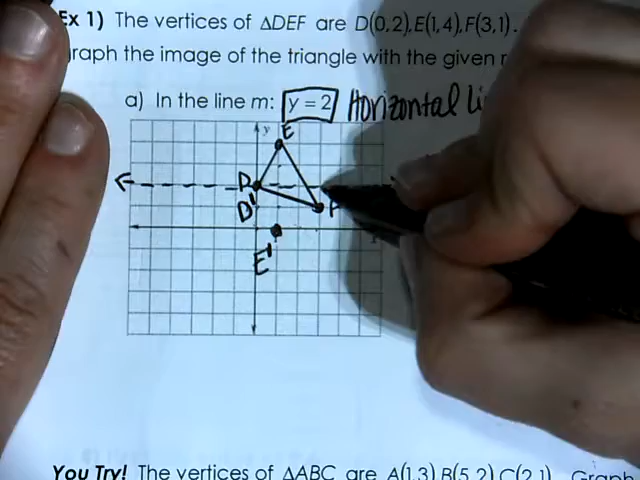 Ex 1) The vertices of ΔDEF are D(0,2),E(1,4),F(3,1).
graph the image of the triangle with the given
a) In the line m: y = 2 Horizontal
y
E
D
D'
F
E'
You Try! The vertices of ΔABC are A(1,3),B(5,2),C(2,1). Graph